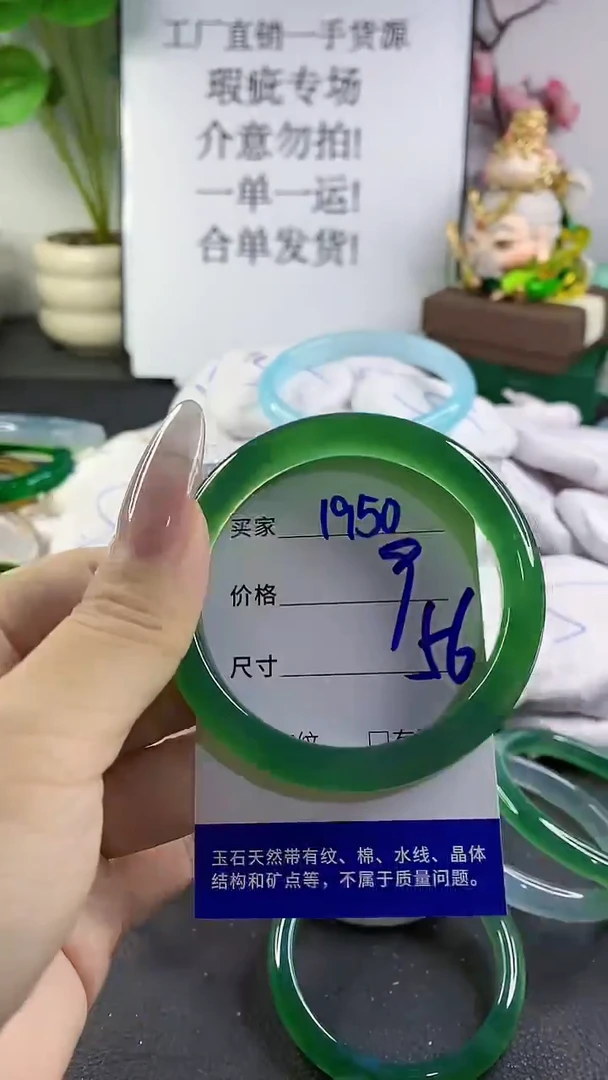 工厂直销一手货源
瑕疵专场
介意勿拍!
一单一运!
合单发货!
买家 1950
价格 9
尺寸 56
纹 口有
玉石天然带有纹、棉、水线、晶体
结构和矿点等，不属于质量问题。